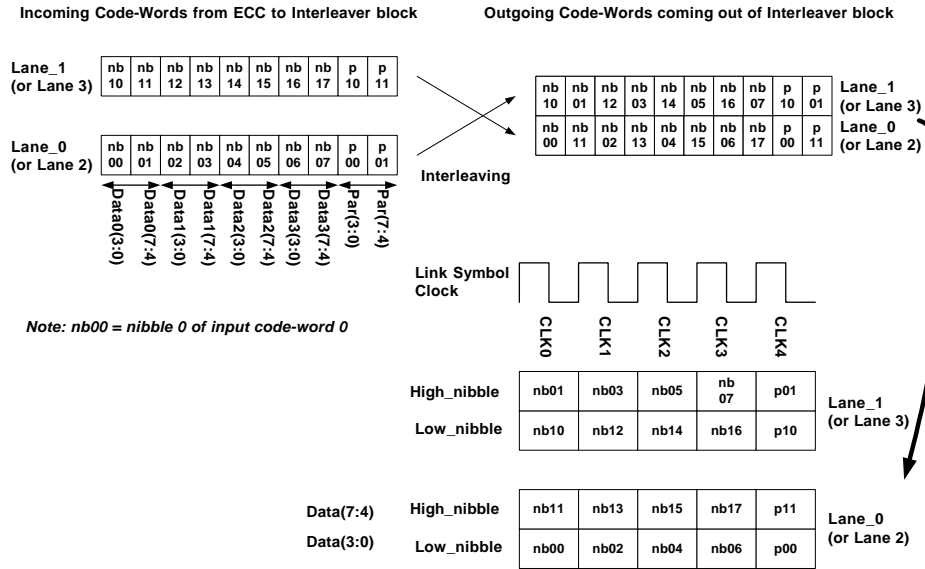 Incoming Code-Words from ECC to Interleaver block
Outgoing Code-Words coming out of Interleaver block
Lane_1
(or Lane 3)
nb nb nb nb nb nb nb nb p p
10 11 12 13 14 15 16 17 10 11
Lane_0
(or Lane 2)
nb nb nb nb nb nb nb nb p p
00 01 02 03 04 05 06 07 00 01
Data0(3:0)
Data0(7:4)
Data1(3:0)
Data1(7:4)
Data2(3:0)
Data2(7:4)
Data3(3:0)
Data3(7:4)
Par(3:0)
Par(7:4)
Interleaving
nb nb nb nb nb nb nb nb p p
10 01 12 03 14 05 16 07 10 01
Lane_1
(or Lane 3)
nb nb nb nb nb nb nb nb p p
00 11 02 13 04 15 06 17 00 11
Lane_0
(or Lane 2)
Note: nb00 = nibble 0 of input code-word 0
Link Symbol
Clock
CLK0
CLK1
CLK2
CLK3
CLK4
High_nibble nb01 nb03 nb05 nb 07 p01
Low_nibble nb10 nb12 nb14 nb16 p10
Lane_1
(or Lane 3)
Data(7:4) High_nibble nb11 nb13 nb15 nb17 p11
Data(3:0) Low_nibble nb00 nb02 nb04 nb06 p00
Lane_0
(or Lane 2)